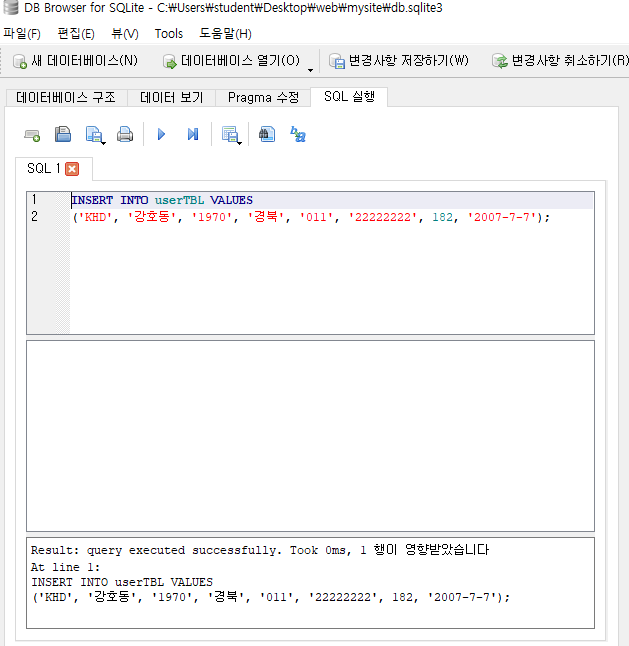 DB Browser for SQLite - C:₩Users₩student₩Desktop₩web₩mysite₩db.sqlite3
파일(F) 편집(E) 뷰(V) Tools 도움말(H)
새 데이터베이스(N) 데이터베이스 열기(O) 변경사항 저장하기(W) 변경사항 취소하기(R)
데이터베이스 구조 데이터 보기 Pragma 수정 SQL 실행
SQL 1
1 INSERT INTO userTBL VALUES
2 ('KHD', '강호동', '1970', '경북', '011', '22222222', 182, '2007-7-7');
Result: query executed successfully. Took 0ms, 1 행이 영향받았습니다
At line 1:
INSERT INTO userTBL VALUES
('KHD', '강호동', '1970', '경북', '011', '22222222', 182, '2007-7-7');